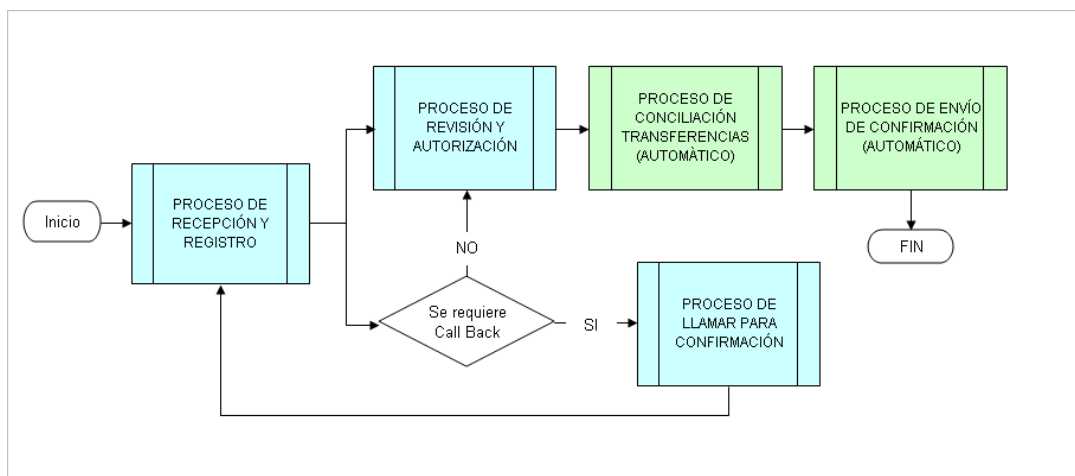 Inicio
PROCESO DE
RECEPCIÓN Y
REGISTRO
PROCESO DE
REVISIÓN Y
AUTORIZACIÓN
PROCESO DE
CONCILIACIÓN
TRANSFERENCIAS
(AUTOMÀTICO)
PROCESO DE ENVÍO
DE CONFIRMACIÓN
(AUTOMÁTICO)
FIN
NO
Se requiere
Call Back
SI
PROCESO DE
LLAMAR PARA
CONFIRMACIÓN